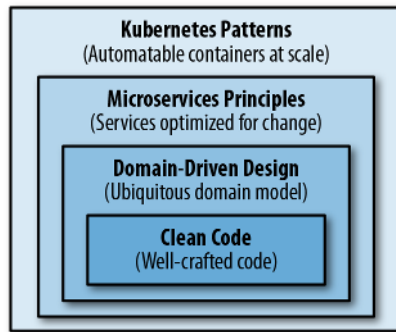 Kubernetes Patterns
(Automatable containers at scale)
Microservices Principles
(Services optimized for change)
Domain-Driven Design
(Ubiquitous domain model)
Clean Code
(Well-crafted code)